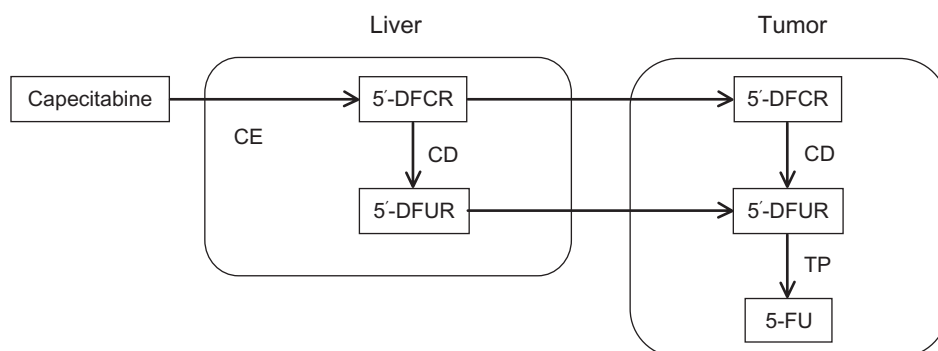 Liver
Tumor
Capecitabine
5′-DFCR
5′-DFCR
CE
CD
CD
5′-DFUR
5′-DFUR
TP
5-FU